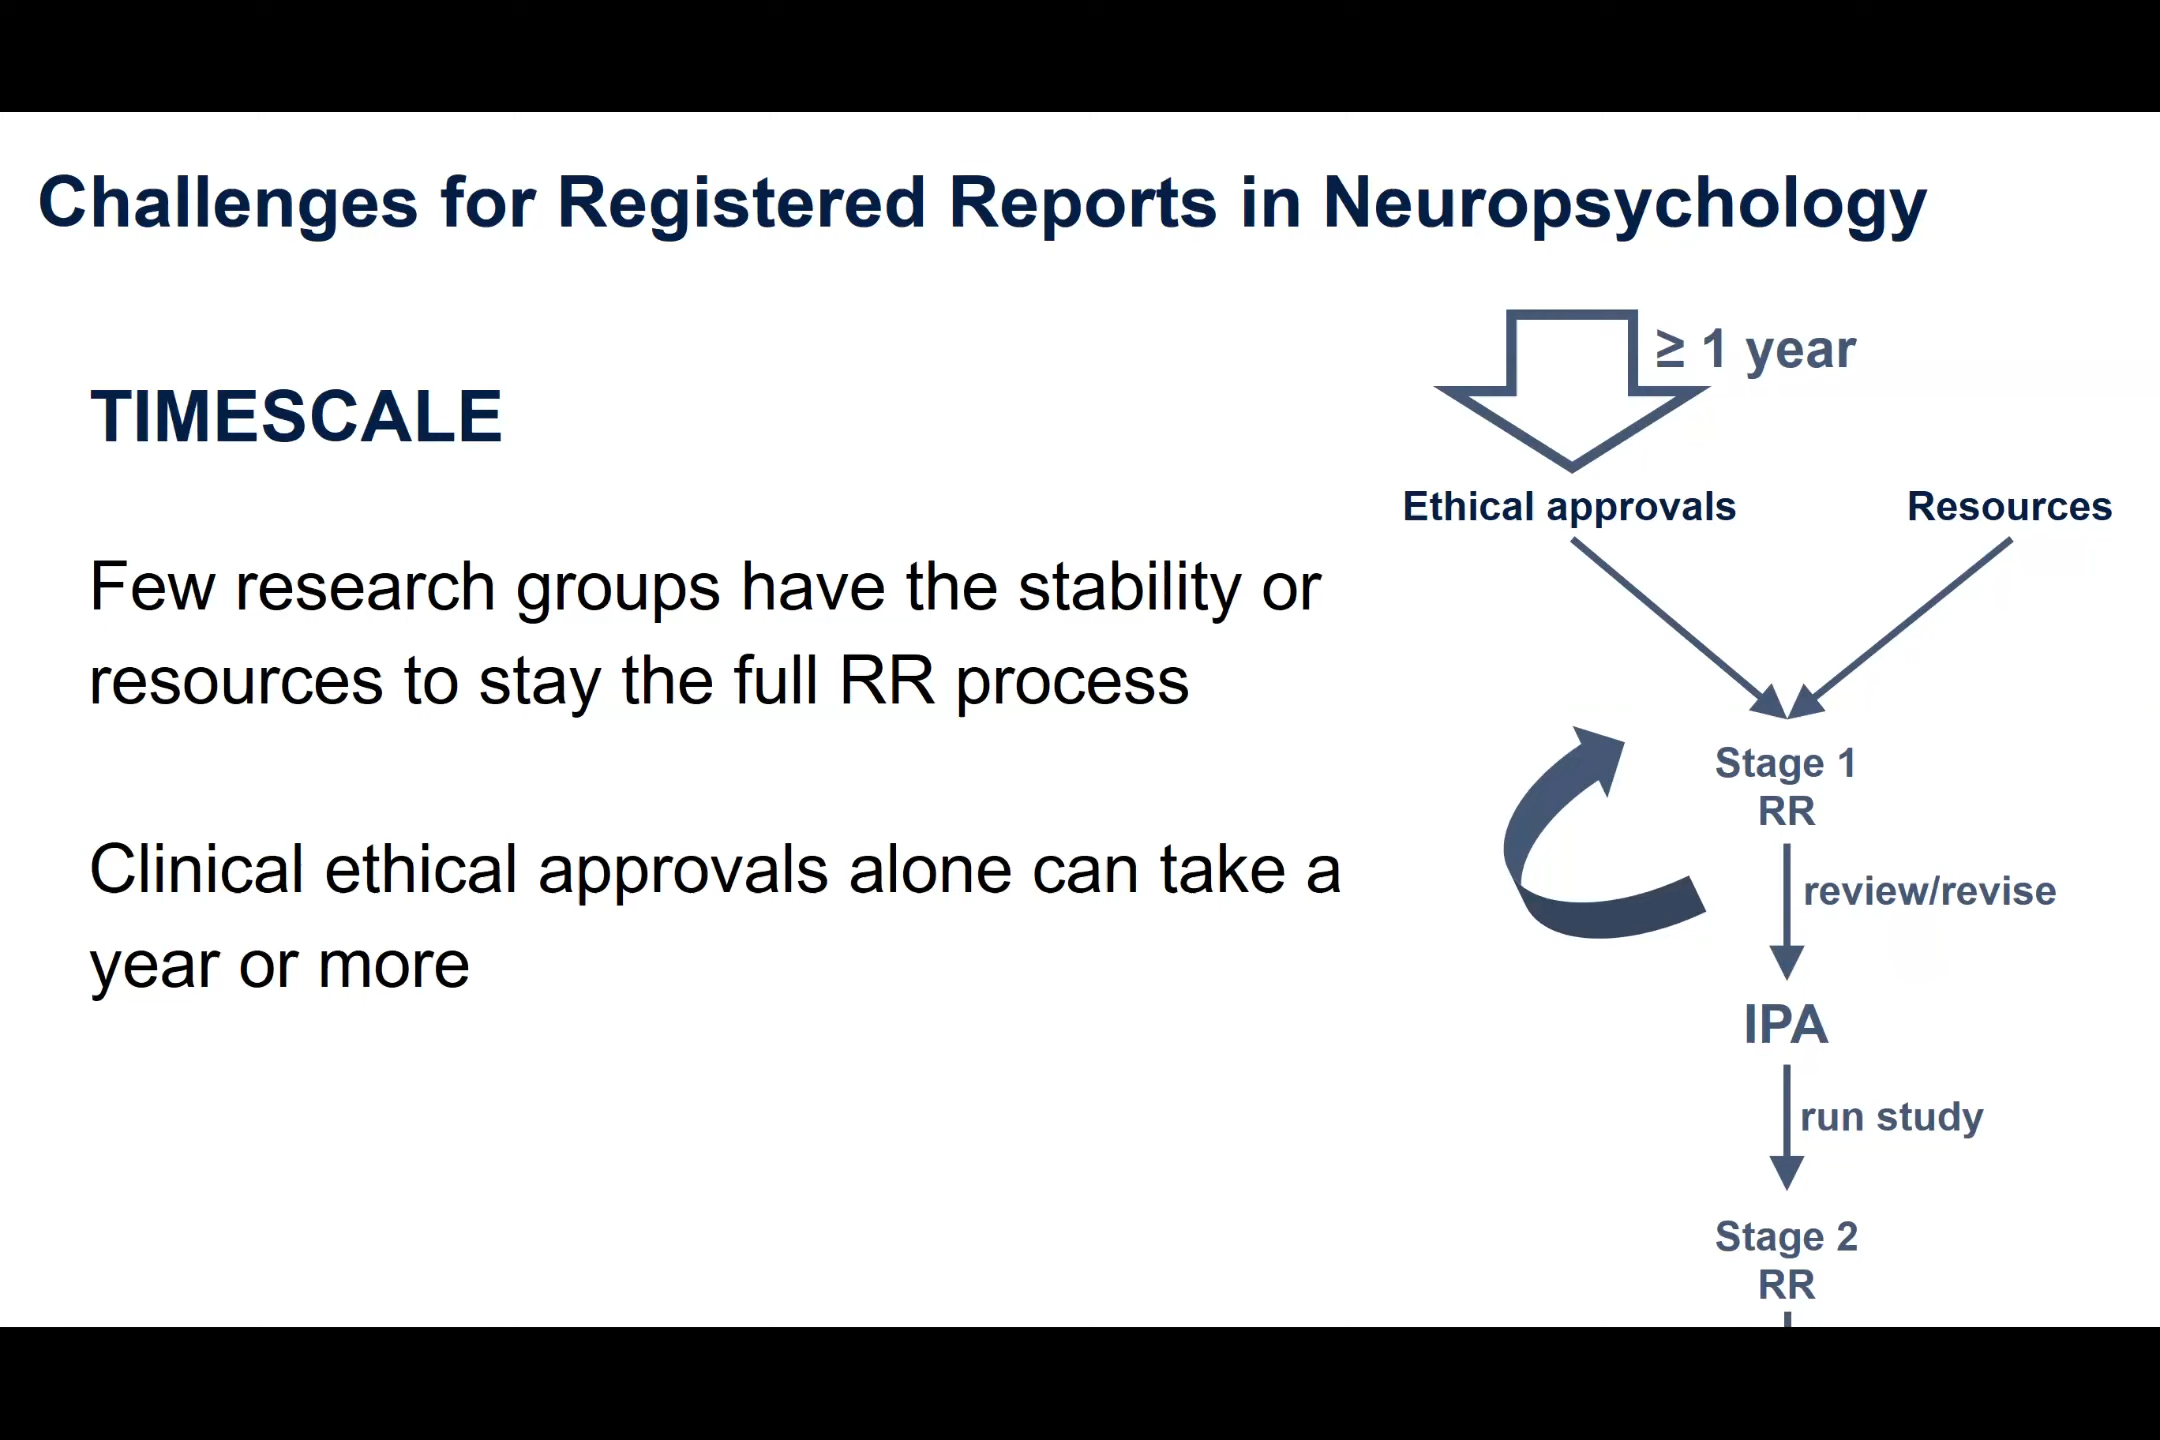 Challenges for Registered Reports in Neuropsychology
TIMESCALE
Few research groups have the stability or
resources to stay the full RR process
Clinical ethical approvals alone can take a
year or more
≥ 1 year
Ethical approvals
Resources
Stage 1
RR
review/revise
IPA
run study
Stage 2
RR